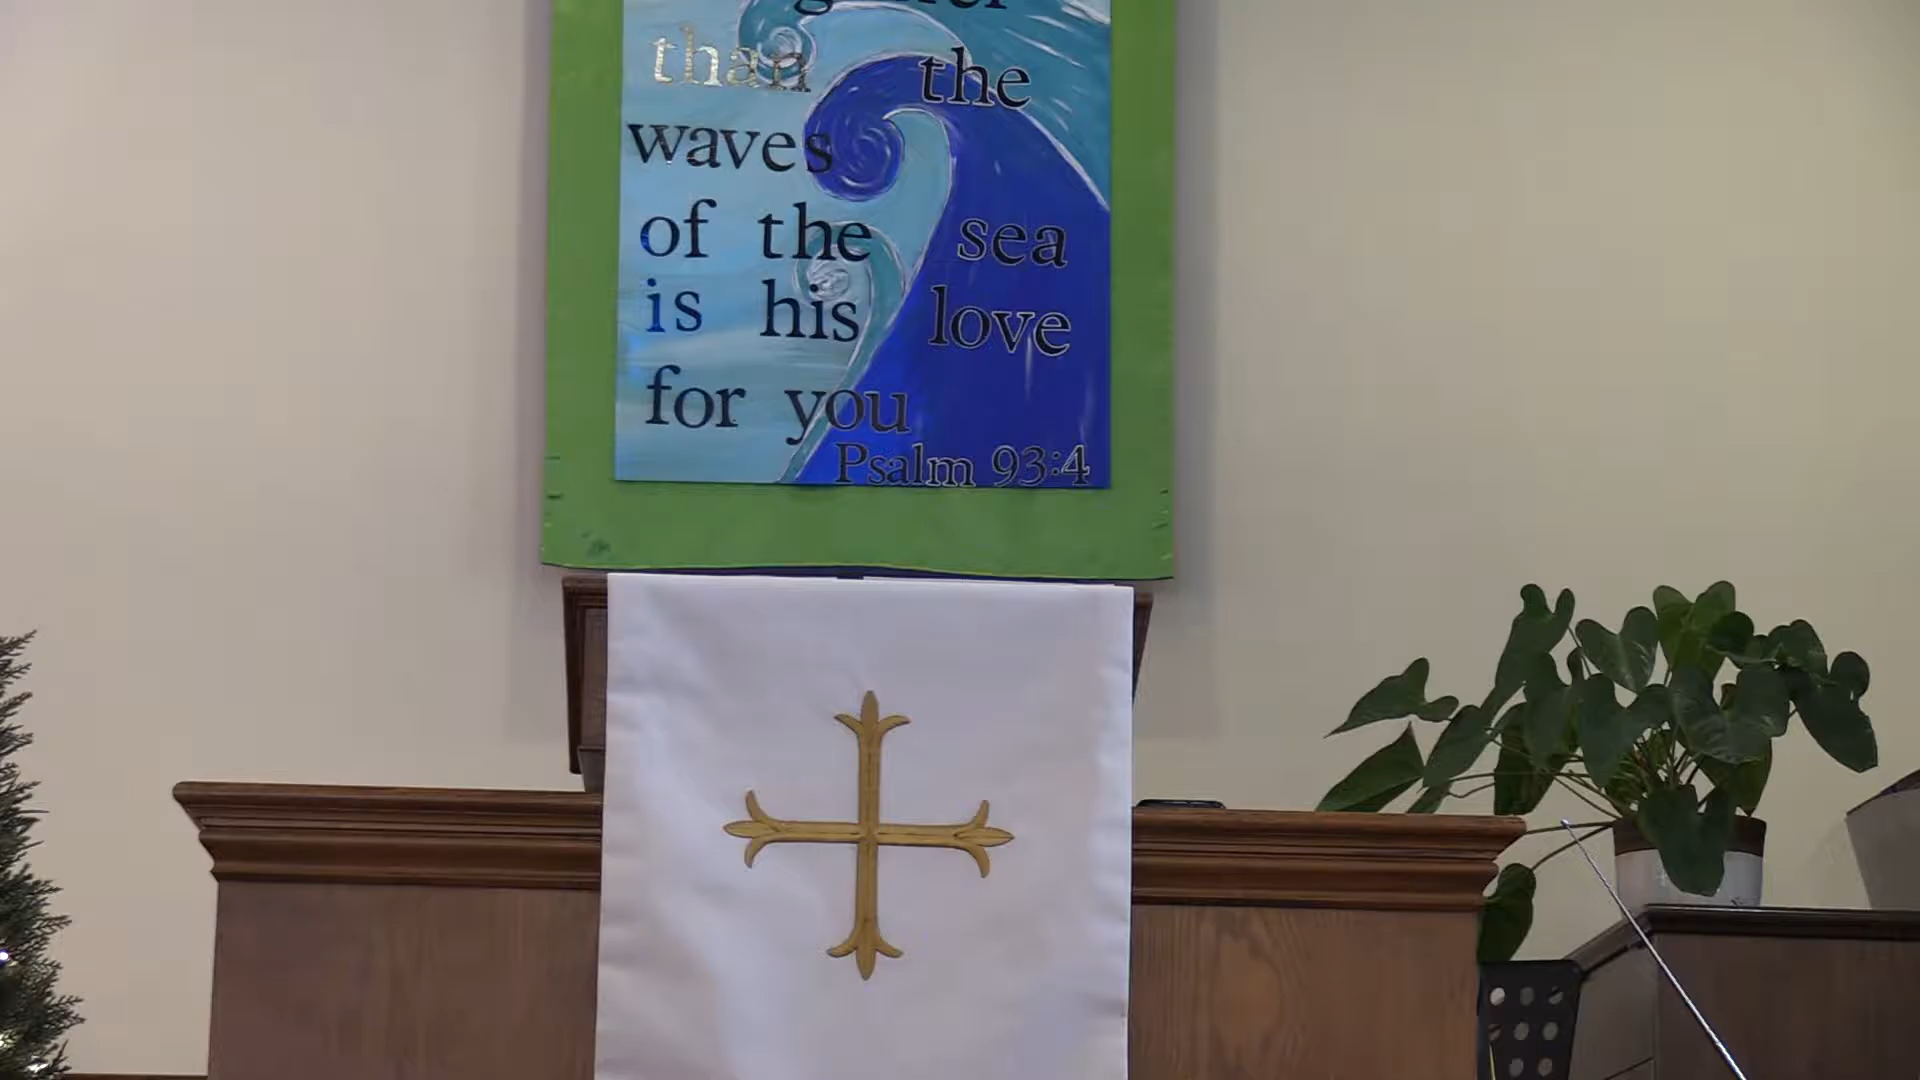 than the
waves
of the sea
is his love
for you
Psalm 93:4